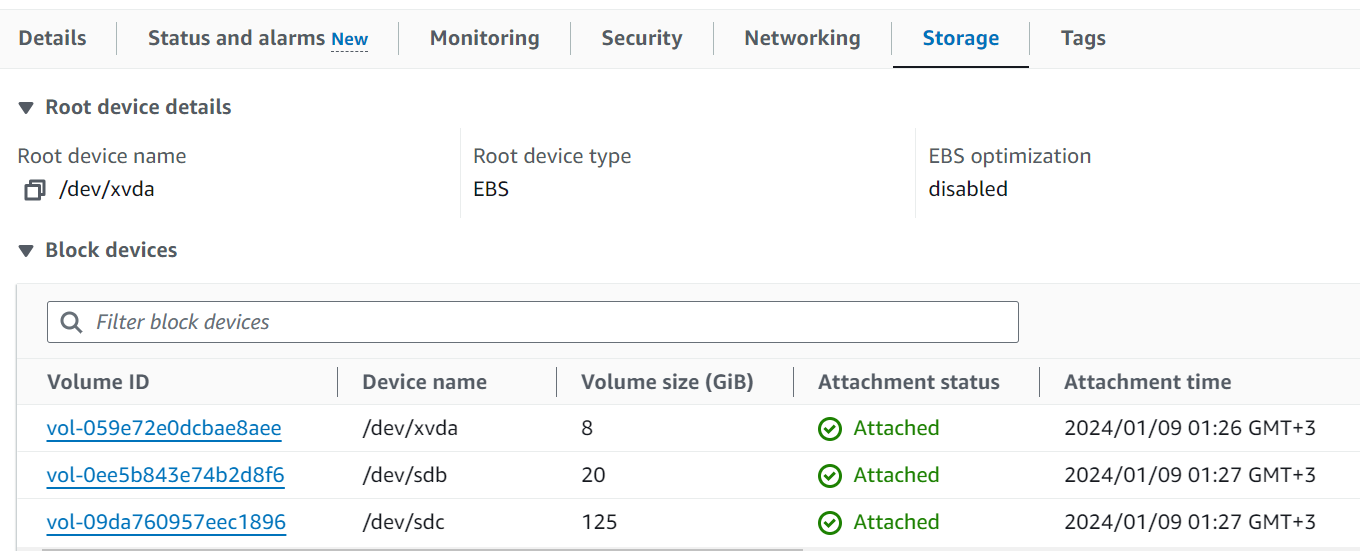 Details Status and alarms New Monitoring Security Networking Storage Tags
Root device details
Root device name Root device type EBS optimization
/dev/xvda EBS disabled
Block devices
Filter block devices
Volume ID Device name Volume size (GiB) Attachment status Attachment time
vol-059e72e0dcbae8aee /dev/xvda 8 Attached 2024/01/09 01:26 GMT+3
vol-0ee5b843e74b2d8f6 /dev/sdb 20 Attached 2024/01/09 01:27 GMT+3
vol-09da760957eec1896 /dev/sdc 125 Attached 2024/01/09 01:27 GMT+3